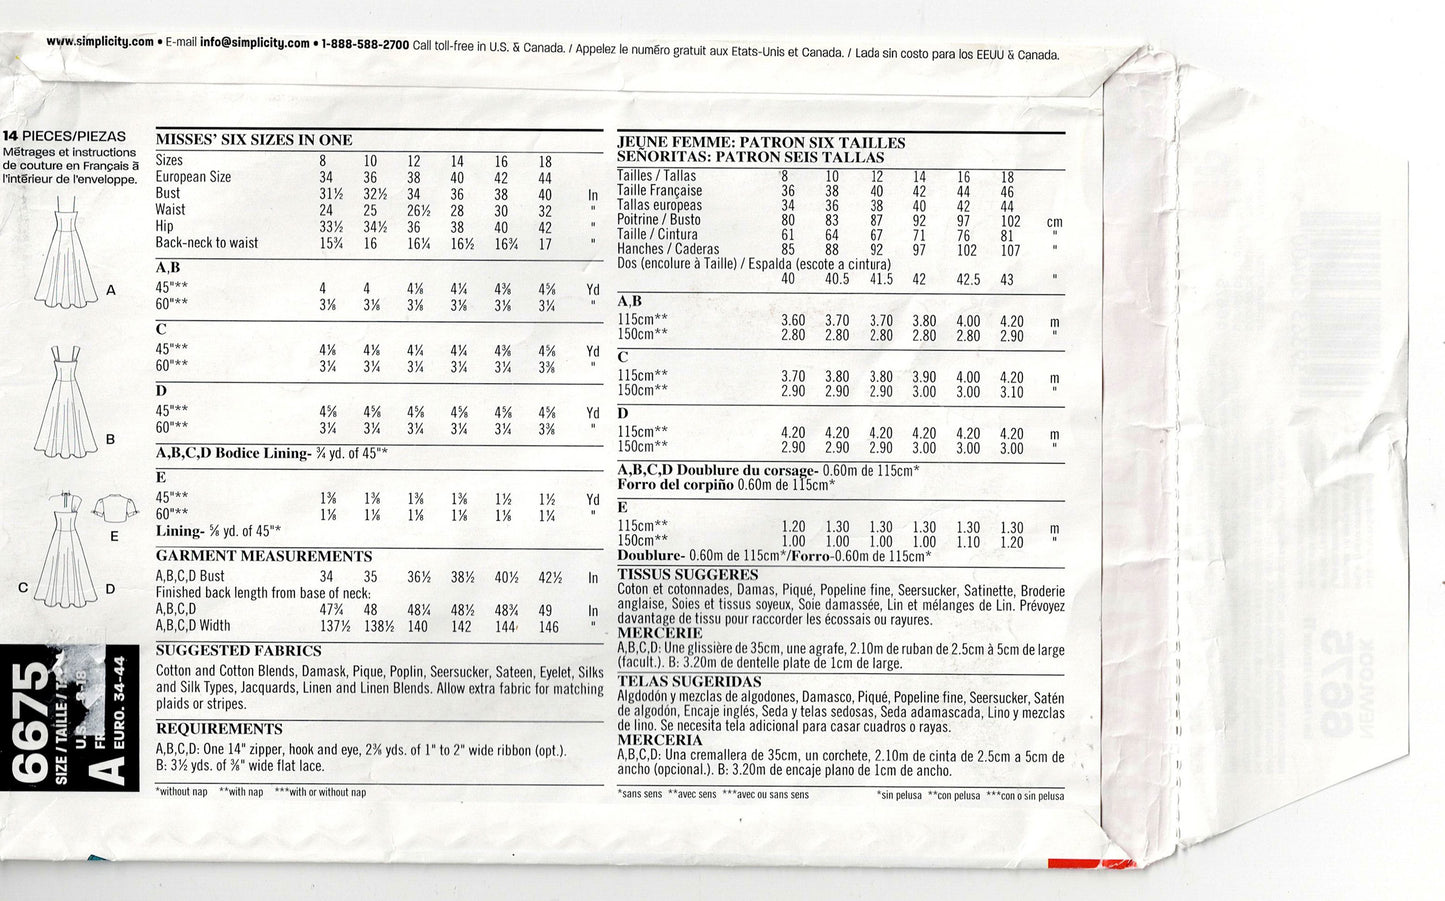 www.simplicity.com • E-mail info@simplicity.com • 1-888-588-2700 Call toll-free in U.S. & Canada. / Appelez le numéro gratuit aux Etats-Unis et Canada. / Lada sin costo para los EEUU & Canada.
14 PIECES/PIEZAS
Métrages et instructions
de couture en Français à
l'intérieur de l'enveloppe.
A
B
E
C D
6675
SIZE / TAILLE /
U.S. 8-18
A EURO. 34-44
MISSES' SIX SIZES IN ONE
Sizes 8 10 12 14 16 18
European Size 34 36 38 40 42 44
Bust 31½ 32½ 34 36 38 40 In
Waist 24 25 26½ 28 30 32 "
Hip 33½ 34½ 36 38 40 42 "
Back-neck to waist 15¾ 16 16¼ 16½ 16¾ 17 "
A,B
45"** 4 4 4⅛ 4¼ 4⅜ 4⅝ Yd
60"** 3⅛ 3⅛ 3⅛ 3⅛ 3⅛ 3¼ "
C
45"** 4⅛ 4⅛ 4¼ 4¼ 4⅜ 4⅝ Yd
60"** 3¼ 3¼ 3¼ 3¼ 3¼ 3⅜ "
D
45"** 4⅝ 4⅝ 4⅝ 4⅝ 4⅝ 4⅝ Yd
60"** 3¼ 3¼ 3¼ 3¼ 3¼ 3⅜ "
A,B,C,D Bodice Lining- ¾ yd. of 45"*
E
45"** 1⅜ 1⅜ 1⅜ 1⅜ 1½ 1½ Yd
60"** 1⅛ 1⅛ 1⅛ 1⅛ 1⅛ 1¼ "
Lining- ⅝ yd. of 45"*
GARMENT MEASUREMENTS
A,B,C,D Bust 34 35 36½ 38½ 40½ 42½ In
Finished back length from base of neck:
A,B,C,D 47¾ 48 48¼ 48½ 48¾ 49 In
A,B,C,D Width 137½ 138½ 140 142 144 146 "
SUGGESTED FABRICS
Cotton and Cotton Blends, Damask, Pique, Poplin, Seersucker, Sateen, Eyelet, Silks
and Silk Types, Jacquards, Linen and Linen Blends. Allow extra fabric for matching
plaids or stripes.
REQUIREMENTS
A,B,C,D: One 14" zipper, hook and eye, 2⅜ yds. of 1" to 2" wide ribbon (opt.).
B: 3½ yds. of ⅜" wide flat lace.
*without nap **with nap ***with or without nap
JEUNE FEMME: PATRON SIX TAILLES
SEÑORITAS: PATRON SEIS TALLAS
Tailles / Tallas 8 10 12 14 16 18
Taille Française 36 38 40 42 44 46
Tallas europeas 34 36 38 40 42 44
Poitrine / Busto 80 83 87 92 97 102 cm
Taille / Cintura 61 64 67 71 76 81 "
Hanches / Caderas 85 88 92 97 102 107 "
Dos (encolure à Taille) / Espalda (escote a cintura)
40 40.5 41.5 42 42.5 43 "
A,B
115cm** 3.60 3.70 3.70 3.80 4.00 4.20 m
150cm** 2.80 2.80 2.80 2.80 2.80 2.90 "
C
115cm** 3.70 3.80 3.80 3.90 4.00 4.20 m
150cm** 2.90 2.90 2.90 3.00 3.00 3.10 "
D
115cm** 4.20 4.20 4.20 4.20 4.20 4.20 m
150cm** 2.90 2.90 2.90 3.00 3.00 3.00 "
A,B,C,D Doublure du corsage- 0.60m de 115cm*
Forro del corpiño 0.60m de 115cm*
E
115cm** 1.20 1.30 1.30 1.30 1.30 1.30 m
150cm** 1.00 1.00 1.00 1.00 1.10 1.20 "
Doublure- 0.60m de 115cm*/Forro-0.60m de 115cm*
TISSUS SUGGERES
Coton et cotonnades, Damas, Piqué, Popeline fine, Seersucker, Satinette, Broderie
anglaise, Soies et tissus soyeux, Soie damassée, Lin et mélanges de Lin. Prévoyez
davantage de tissu pour raccorder les écossais ou rayures.
MERCERIE
A,B,C,D: Une glissière de 35cm, une agrafe, 2.10m de ruban de 2.5cm à 5cm de large
(facult.). B: 3.20m de dentelle plate de 1cm de large.
TELAS SUGERIDAS
Algdodón y mezclas de algodones, Damasco, Piqué, Popeline fine, Seersucker, Satén
de algodón, Encaje inglés, Seda y telas sedosas, Seda adamascada, Lino y mezclas
de lino. Se necesita tela adicional para casar cuadros o rayas.
MERCERIA
A,B,C,D: Una cremallera de 35cm, un corchete, 2.10m de cinta de 2.5cm a 5cm de
ancho (opcional.). B: 3.20m de encaje plano de 1cm de ancho.
*sans sens **avec sens ***avec ou sans sens *sin pelusa **con pelusa ***con o sin pelusa